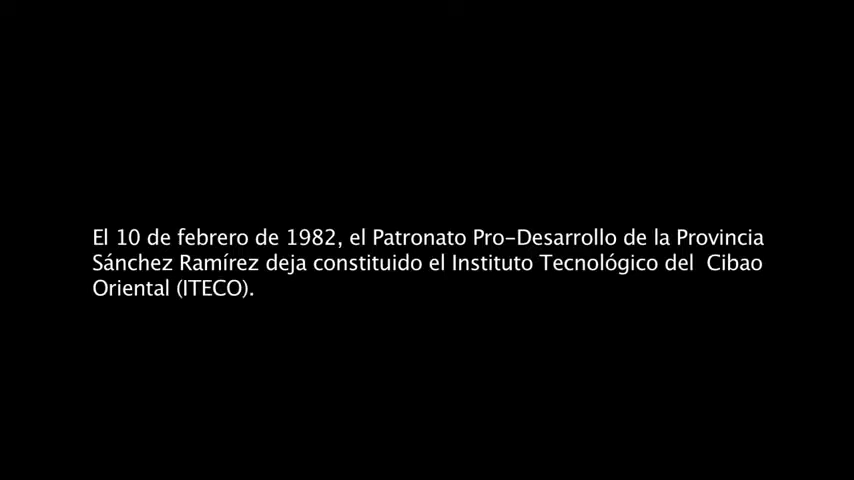 El 10 de febrero de 1982, el Patronato Pro-Desarrollo de la Provincia
Sánchez Ramírez deja constituido el Instituto Tecnológico del  Cibao
Oriental (ITECO).